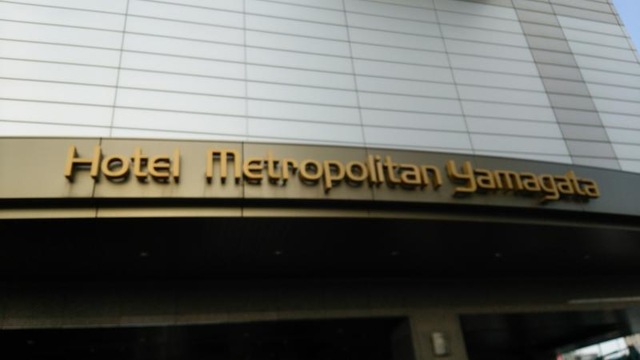 Hotel Metropolitan Yamagata